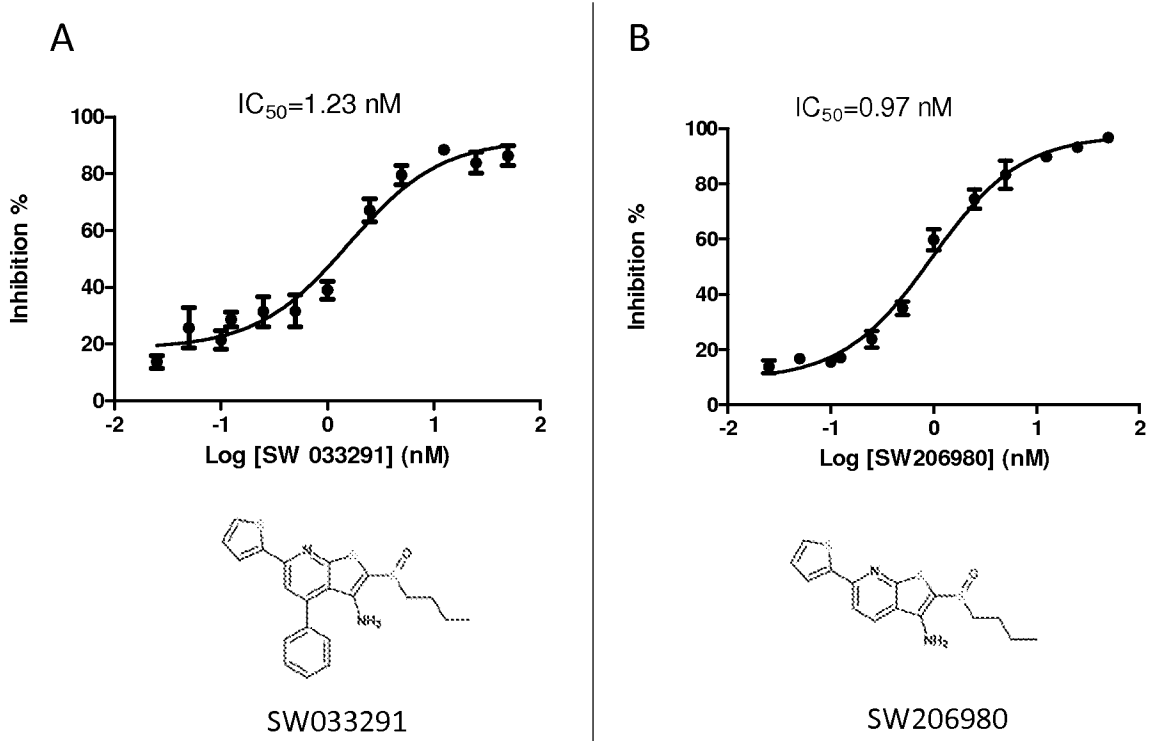 A
IC50=1.23 nM
Inhibition %
100
80
60
40
20
0
-2 -1 0 1 2
Log [SW 033291] (nM)
N
S
S
S
O
NH2
SW033291
B
IC50=0.97 nM
Inhibition %
100
80
60
40
20
0
-2 -1 0 1 2
Log [SW206980] (nM)
N
S
S
S
O
NH2
SW206980